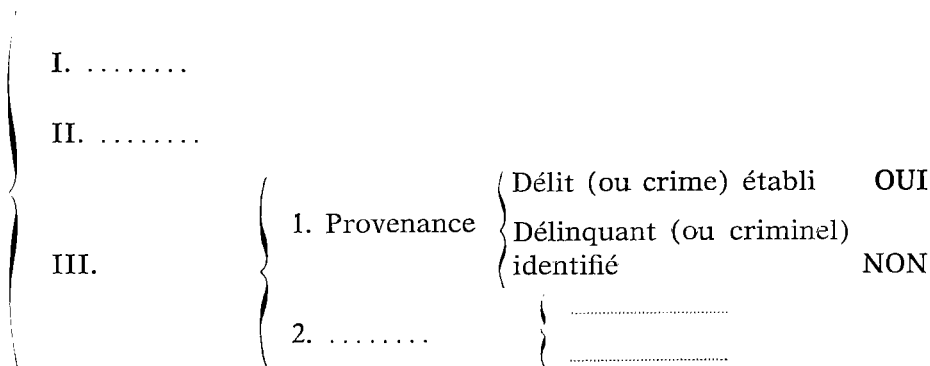 I. ........
II. ........
Délit (ou crime) établi OUI
1. Provenance
Délinquant (ou criminel)
III.
identifié NON
2. ........